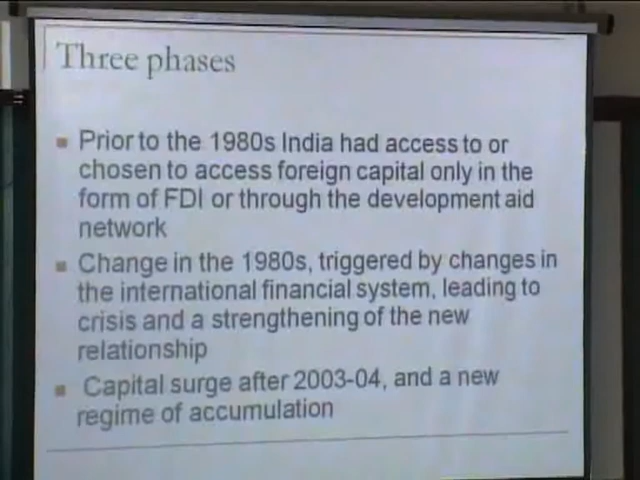 Three phases
Prior to the 1980s India had access to or
chosen to access foreign capital only in the
form of FDI or through the development aid
network
Change in the 1980s, triggered by changes in
the international financial system, leading to
crisis and a strengthening of the new
relationship
Capital surge after 2003-04, and a new
regime of accumulation